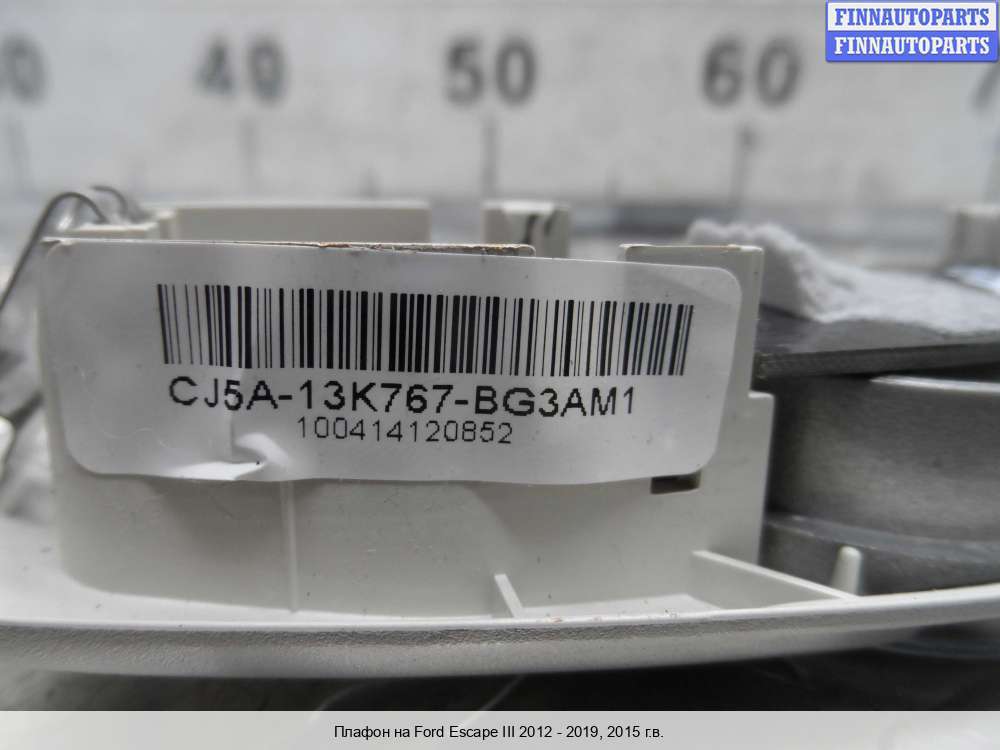 FINNAUTOPARTS
FINNAUTOPARTS
40 50 60
CJ5A-13K767-BG3AM1
100414120852
Плафон на Ford Escape III 2012 - 2019, 2015 г.в.